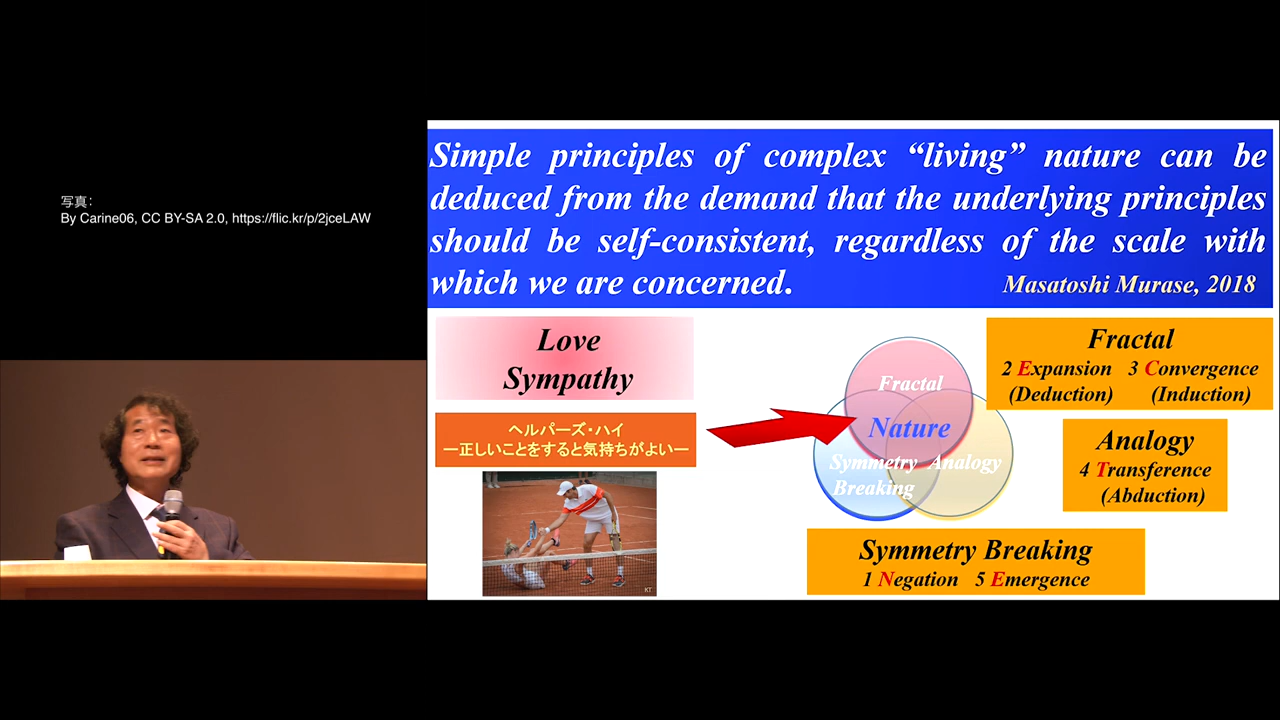 写真:
By Carine06, CC BY-SA 2.0, https://flic.kr/p/2jceLAW
Simple principles of complex “living” nature can be
deduced from the demand that the underlying principles
should be self-consistent, regardless of the scale with
which we are concerned.
Masatoshi Murase, 2018
Love
Sympathy
ヘルパーズ・ハイ
―正しいことをすると気持ちがよい―
KT
Fractal
Nature
Symmetry
Breaking
Analogy
Fractal
2 Expansion 3 Convergence
(Deduction) (Induction)
Analogy
4 Transference
(Abduction)
Symmetry Breaking
1 Negation 5 Emergence